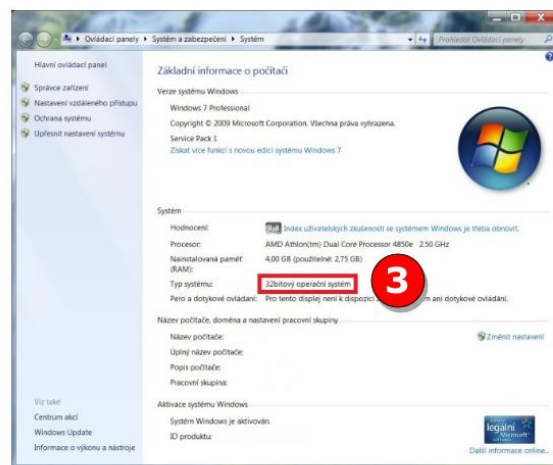 Ovládací panely ▸ Systém a zabezpečení ▸ Systém
Prohledat Ovládací panely
Hlavní ovládací panel
Správce zařízení
Nastavení vzdáleného přístupu
Ochrana systému
Upřesnit nastavení systému
Viz také
Centrum akcí
Windows Update
Informace o výkonu a nástroje
Základní informace o počítači
Verze systému Windows
Windows 7 Professional
Copyright © 2009 Microsoft Corporation. Všechna práva vyhrazena.
Service Pack 1
Získat více funkcí s novou edicí systému Windows 7
Systém
Hodnocení: Index uživatelských zkušeností se systémem Windows je třeba obnovit.
Procesor: AMD Athlon(tm) Dual Core Processor 4850e 2.50 GHz
Nainstalovaná paměť (RAM): 4,00 GB (použitelné: 2,75 GB)
Typ systému: 32bitový operační systém
3
Pero a dotykové ovládání: Pro tento displej není k dispozici ani dotykové ovládání.
Název počítače, doména a nastavení pracovní skupiny
Název počítače: Změnit nastavení
Úplný název počítače:
Popis počítače:
Pracovní skupina:
Aktivace systému Windows
Systém Windows je aktivován.
ID produktu:
legální
Microsoft
Další informace online...